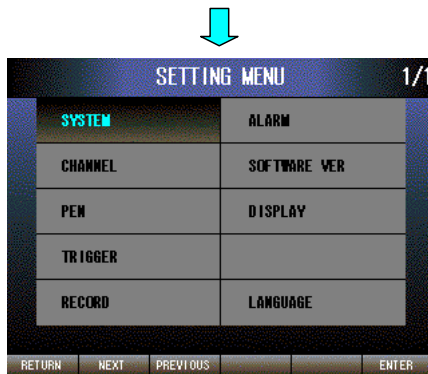 SETTING MENU 1/1
SYSTEM ALARM
CHANNEL SOFTWARE VER
PEN DISPLAY
TRIGGER
RECORD LANGUAGE
RETURN NEXT PREVIOUS ENTER